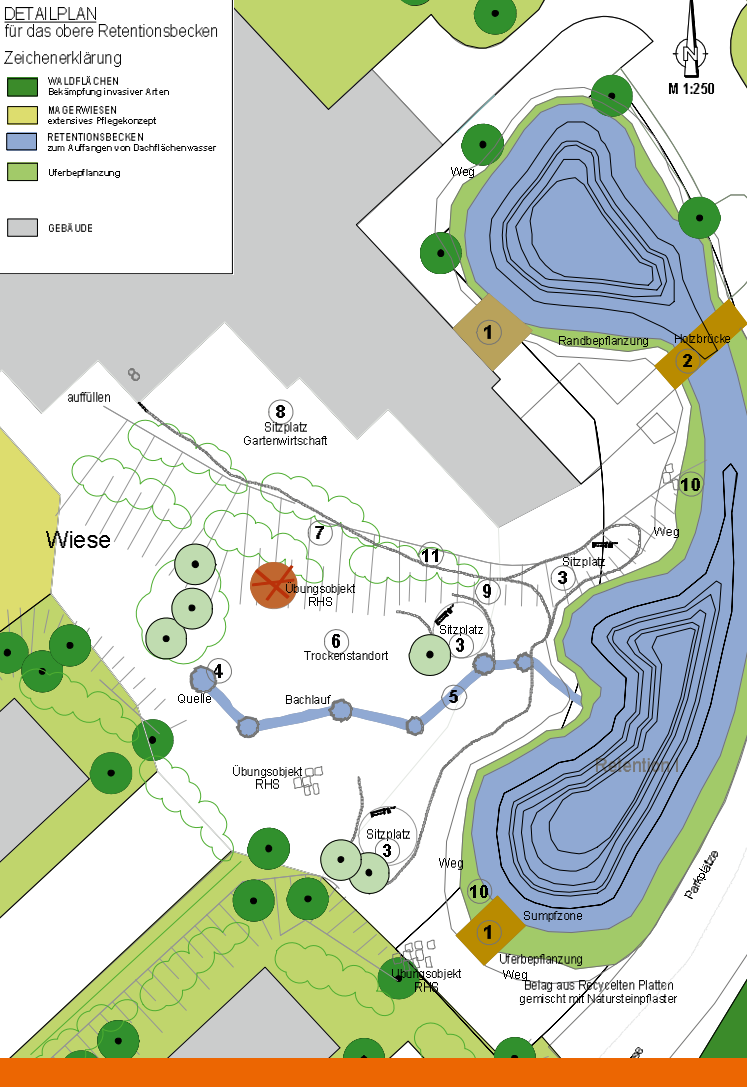 DETAILPLAN
für das obere Retentionsbecken
Zeichenerklärung
WALDFLÄCHEN
Bekämpfung invasiver Arten
MAGERWIESEN
extensives Pflegekonzept
RETENTIONSBECKEN
zum Auffangen von Dachflächenwasser
Uferbepflanzung
GEBÄUDE
N
M 1:250
Weg
1
Randbepflanzung
Holzbrücke
2
8
auffüllen
8
Sitzplatz
Gartenwirtschaft
10
Wiese
7
11
Weg
Sitzplatz
3
9
Übungsobjekt
RHS
6
Trockenstandort
Sitzplatz
3
4
Quelle
Bachlauf
5
Übungsobjekt
RHS
Retention I
Sitzplatz
3
Weg
Parkplätze
10
Sumpfzone
1
Uferbepflanzung
Weg
Übungsobjekt
RHS
Belag aus Recycelten Platten
gemischt mit Natursteinpflaster